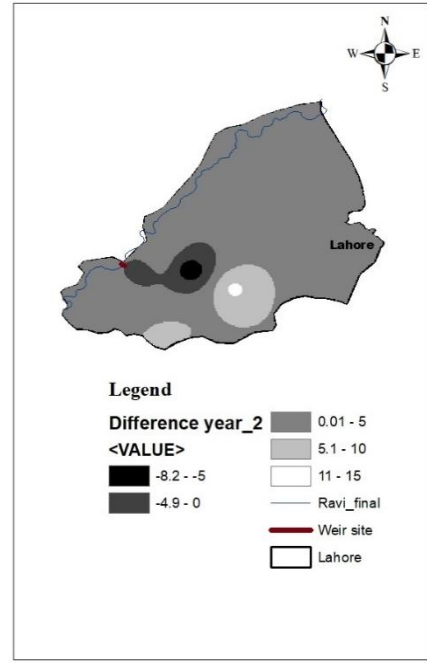 N
W E
S
Lahore
Legend
Difference year_2
<VALUE>
-8.2 - -5
-4.9 - 0
0.01 - 5
5.1 - 10
11 - 15
Ravi_final
Weir site
Lahore